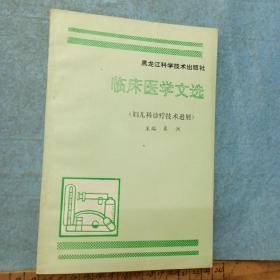 黑龙江科学技术出版社
临床医学文选
（妇儿科诊疗技术进展）
主编